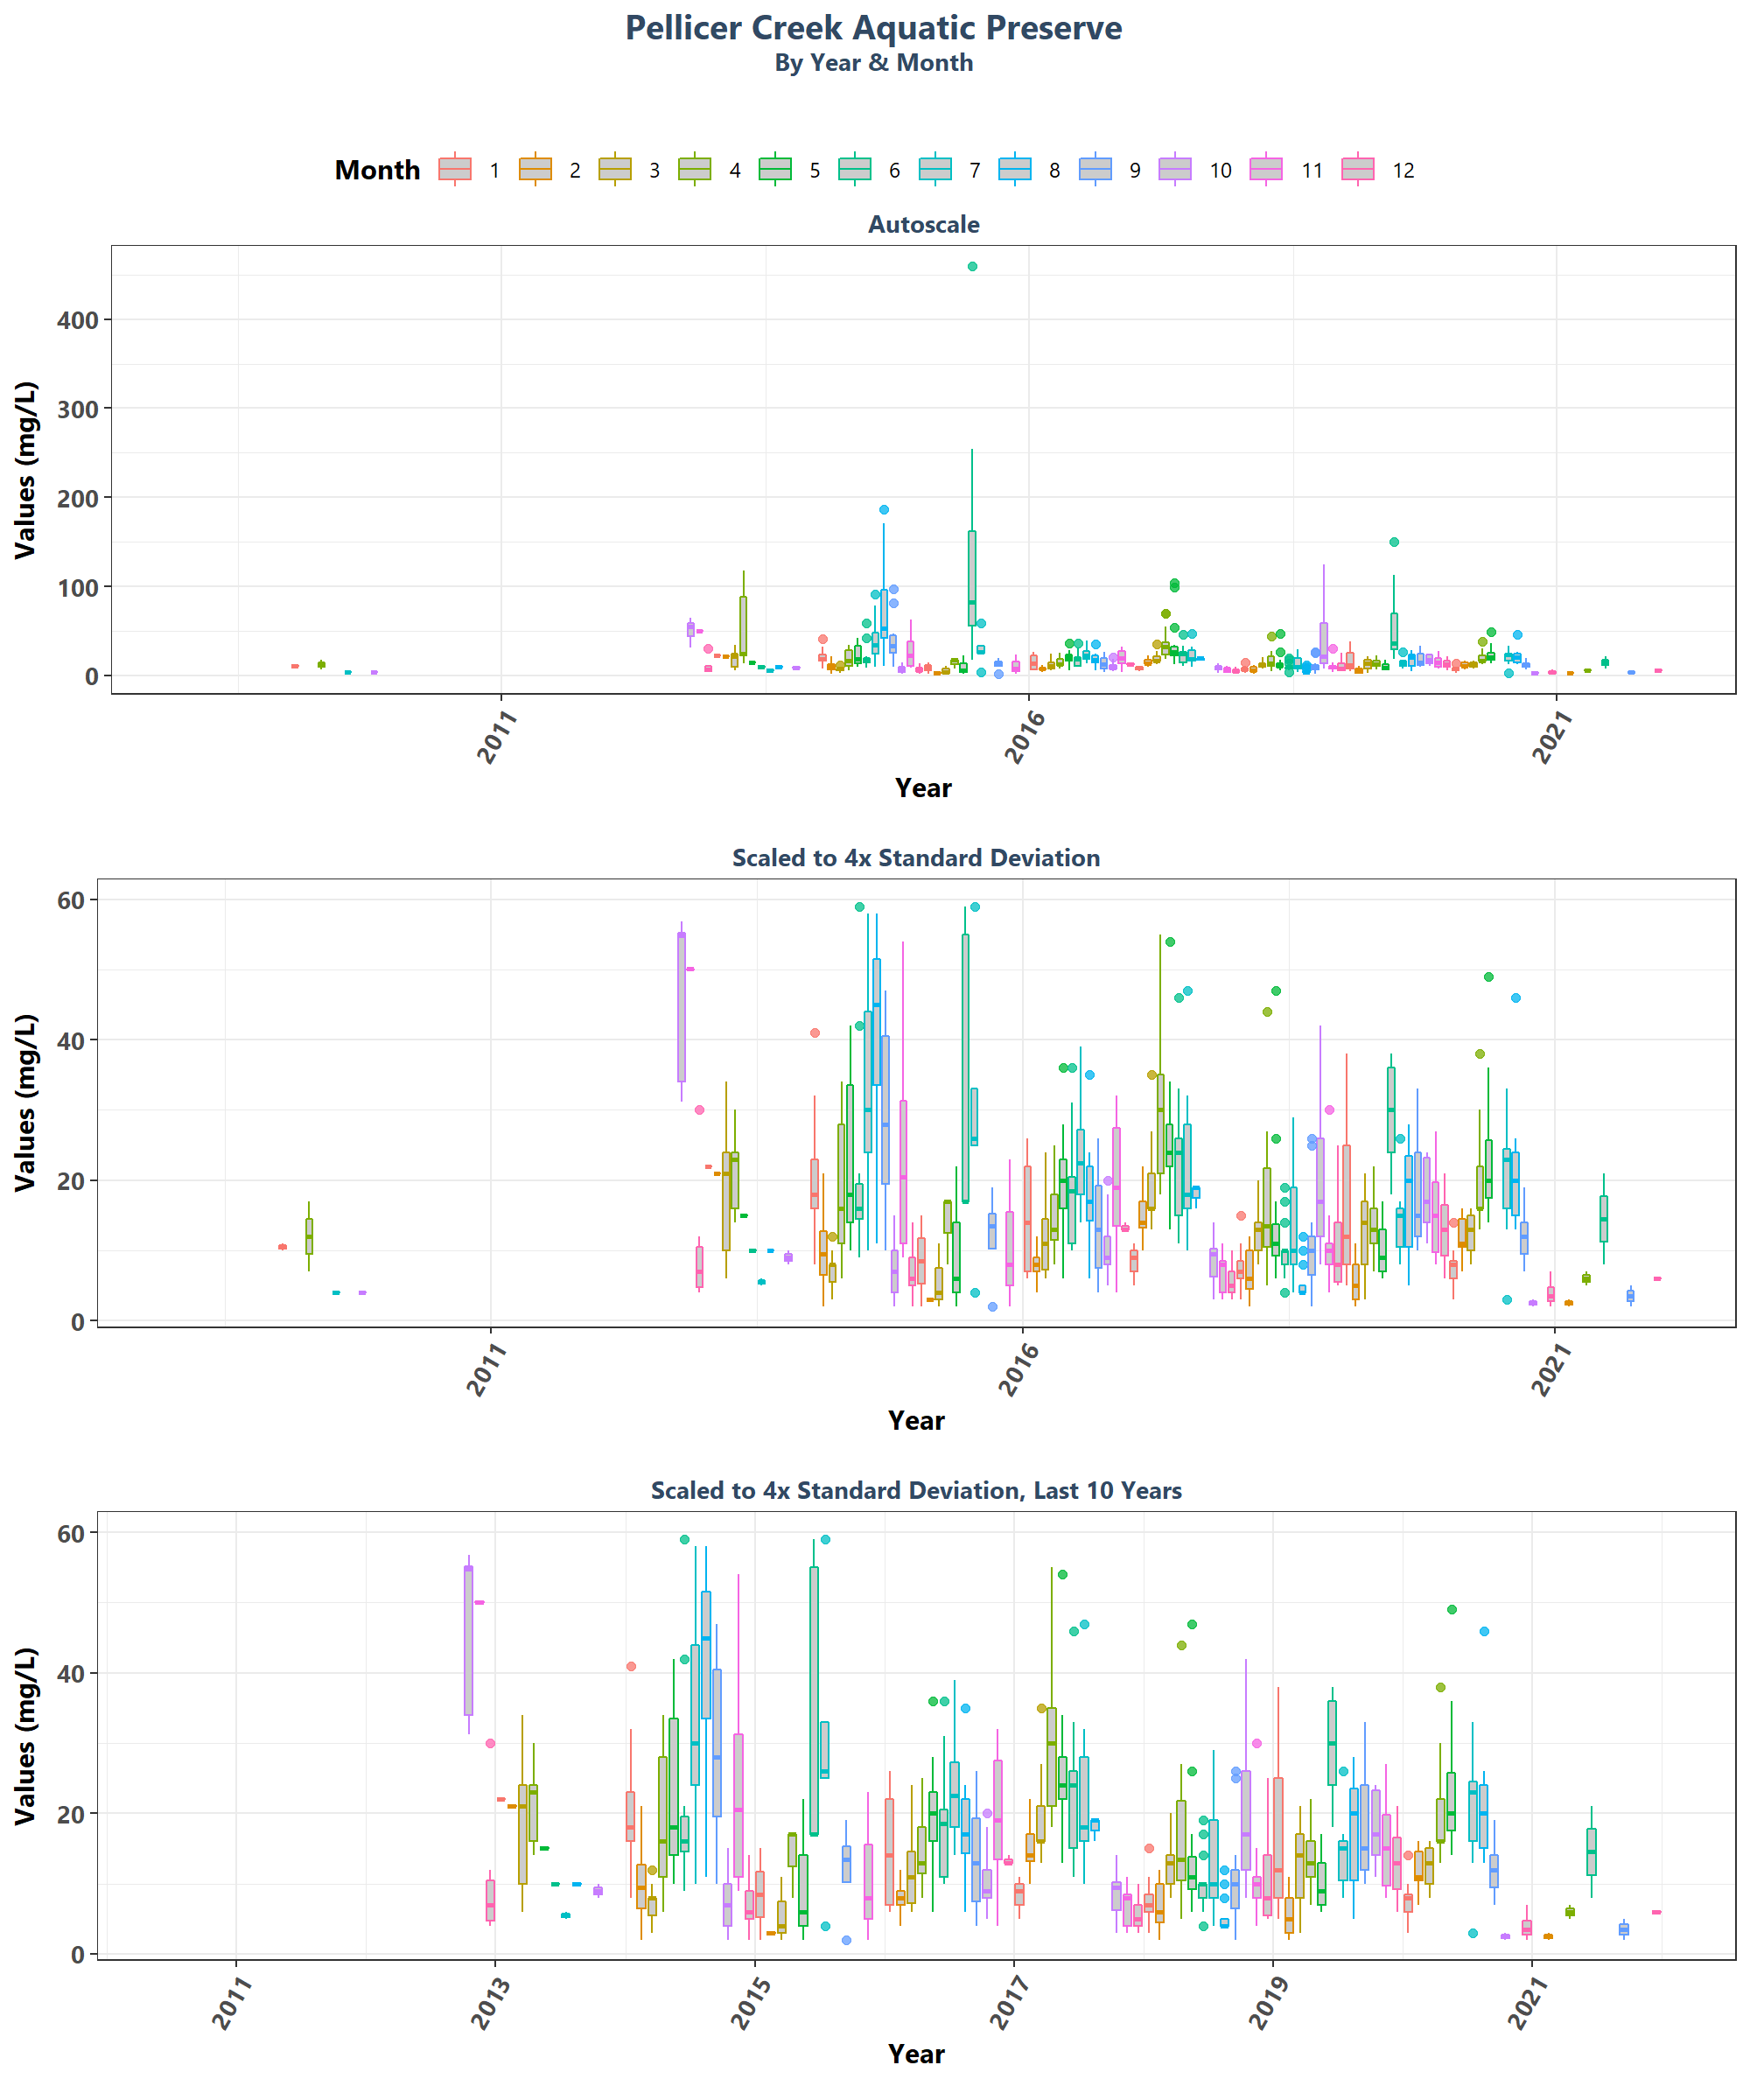 Pellicer Creek Aquatic Preserve
By Year & Month
Month 1 2 3 4 5 6 7 8 9 10 11 12
Autoscale
Values (mg/L)
400
300
200
100
0
2011 2016 2021
Year
Scaled to 4x Standard Deviation
Values (mg/L)
60
40
20
0
2011 2016 2021
Year
Scaled to 4x Standard Deviation, Last 10 Years
Values (mg/L)
60
40
20
0
2011 2013 2015 2017 2019 2021
Year